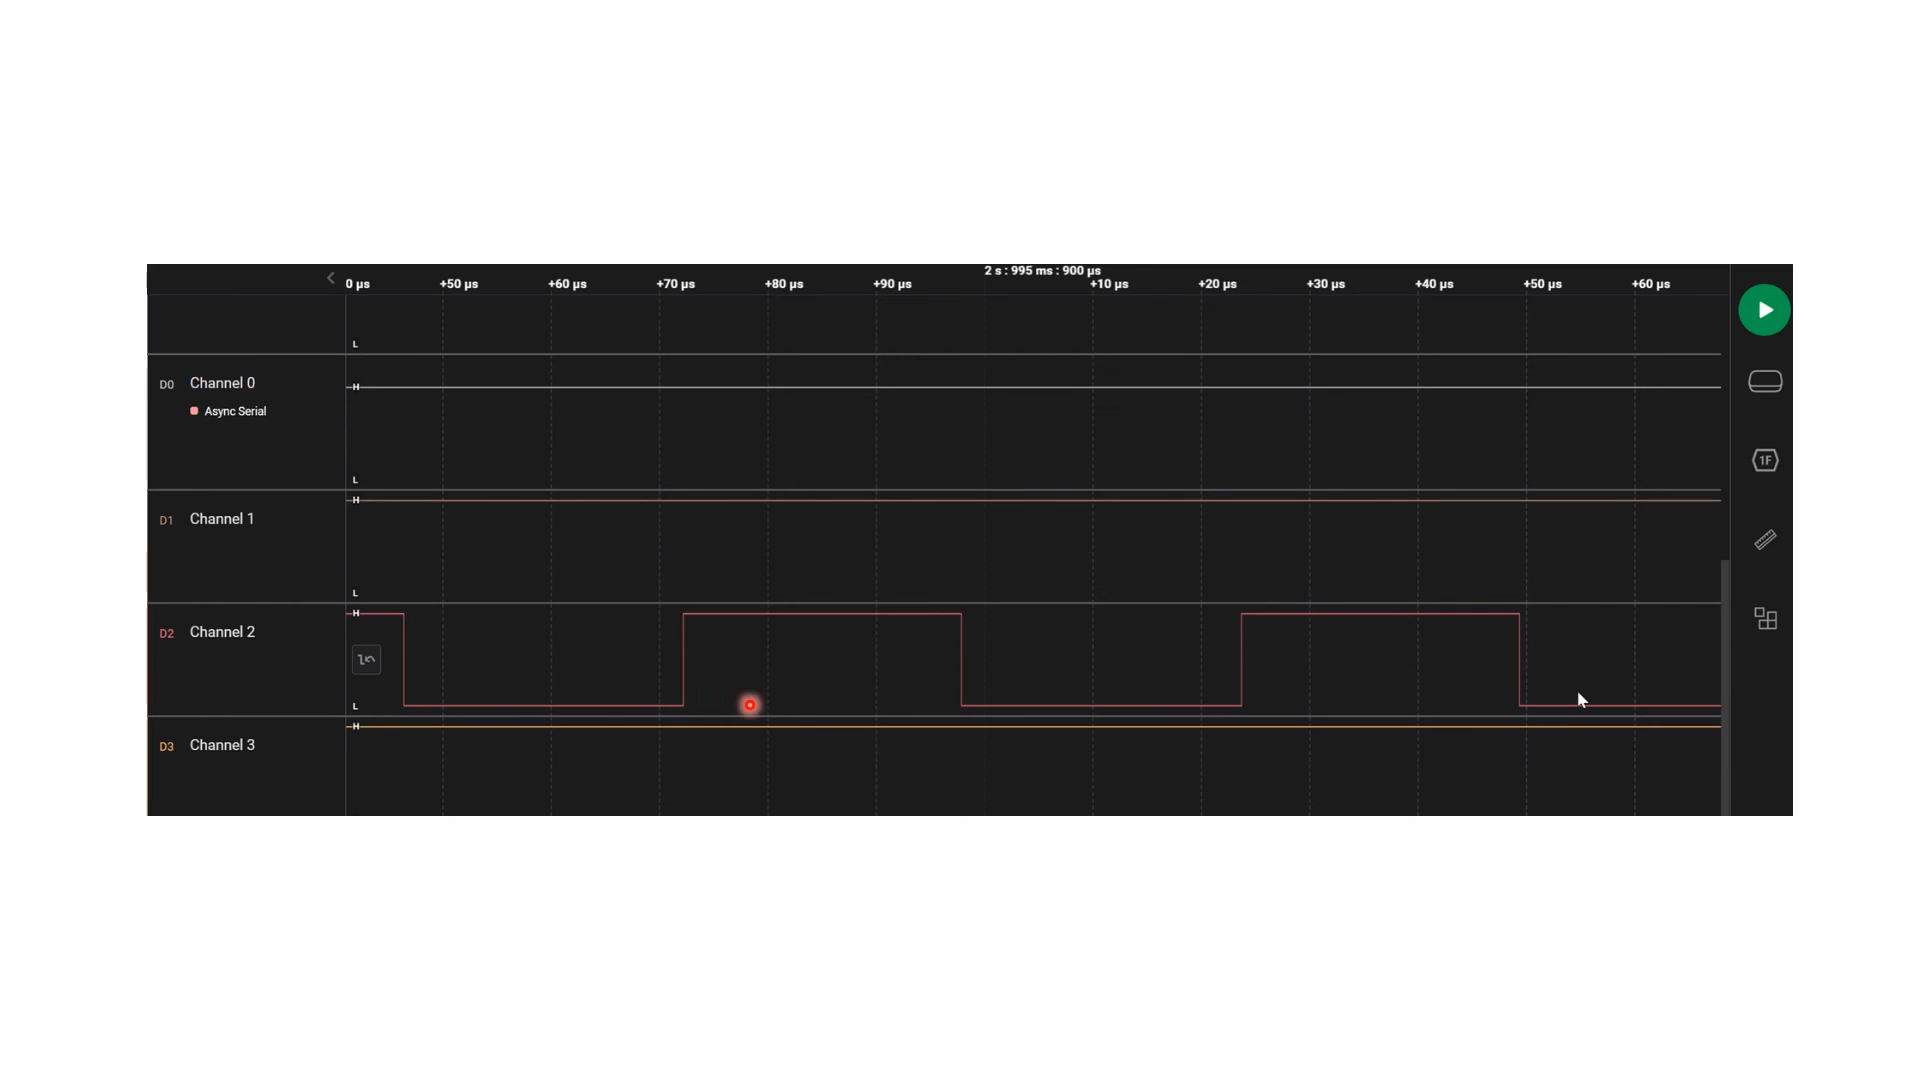 2 s : 995 ms : 900 µs
0 µs +50 µs +60 µs +70 µs +80 µs +90 µs +10 µs +20 µs +30 µs +40 µs +50 µs +60 µs
L
D0 Channel 0 H
Async Serial
1F
L
H
D1 Channel 1
L
H
D2 Channel 2
L
H
D3 Channel 3